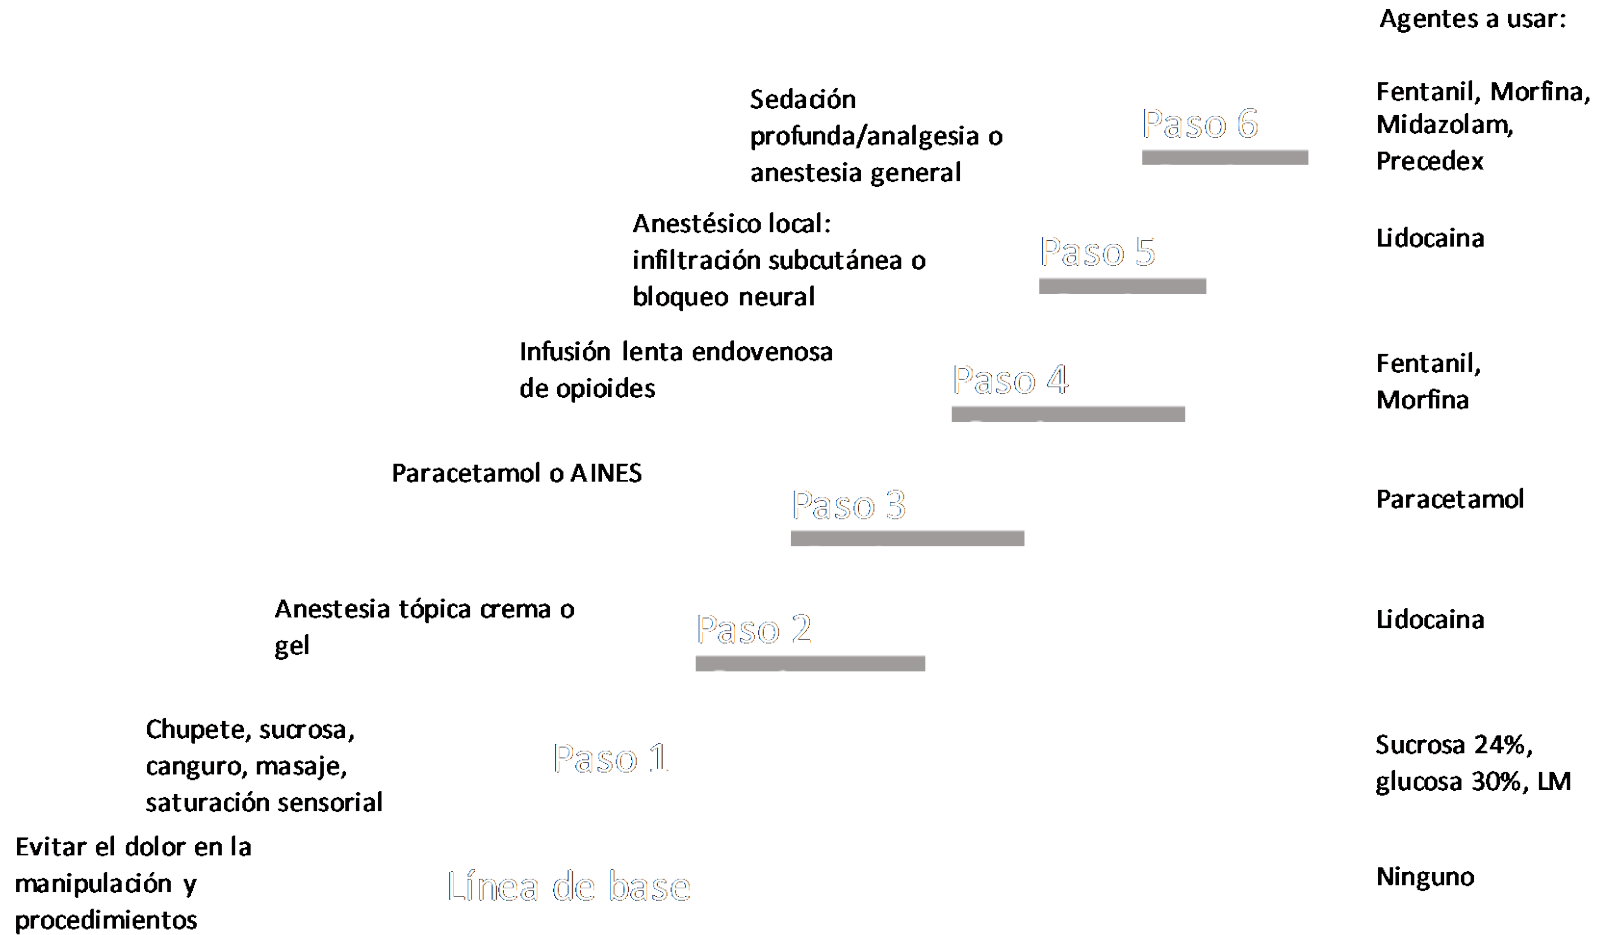 Agentes a usar:
Sedación
profunda/analgesia o
anestesia general
Paso 6
Fentanil, Morfina,
Midazolam,
Precedex
Anestésico local:
infiltración subcutánea o
bloqueo neural
Paso 5
Lidocaina
Infusión lenta endovenosa
de opioides
Paso 4
Fentanil,
Morfina
Paracetamol o AINES
Paso 3
Paracetamol
Anestesia tópica crema o
gel
Paso 2
Lidocaina
Chupete, sucrosa,
canguro, masaje,
saturación sensorial
Paso 1
Sucrosa 24%,
glucosa 30%, LM
Evitar el dolor en la
manipulación y
procedimientos
Línea de base
Ninguno